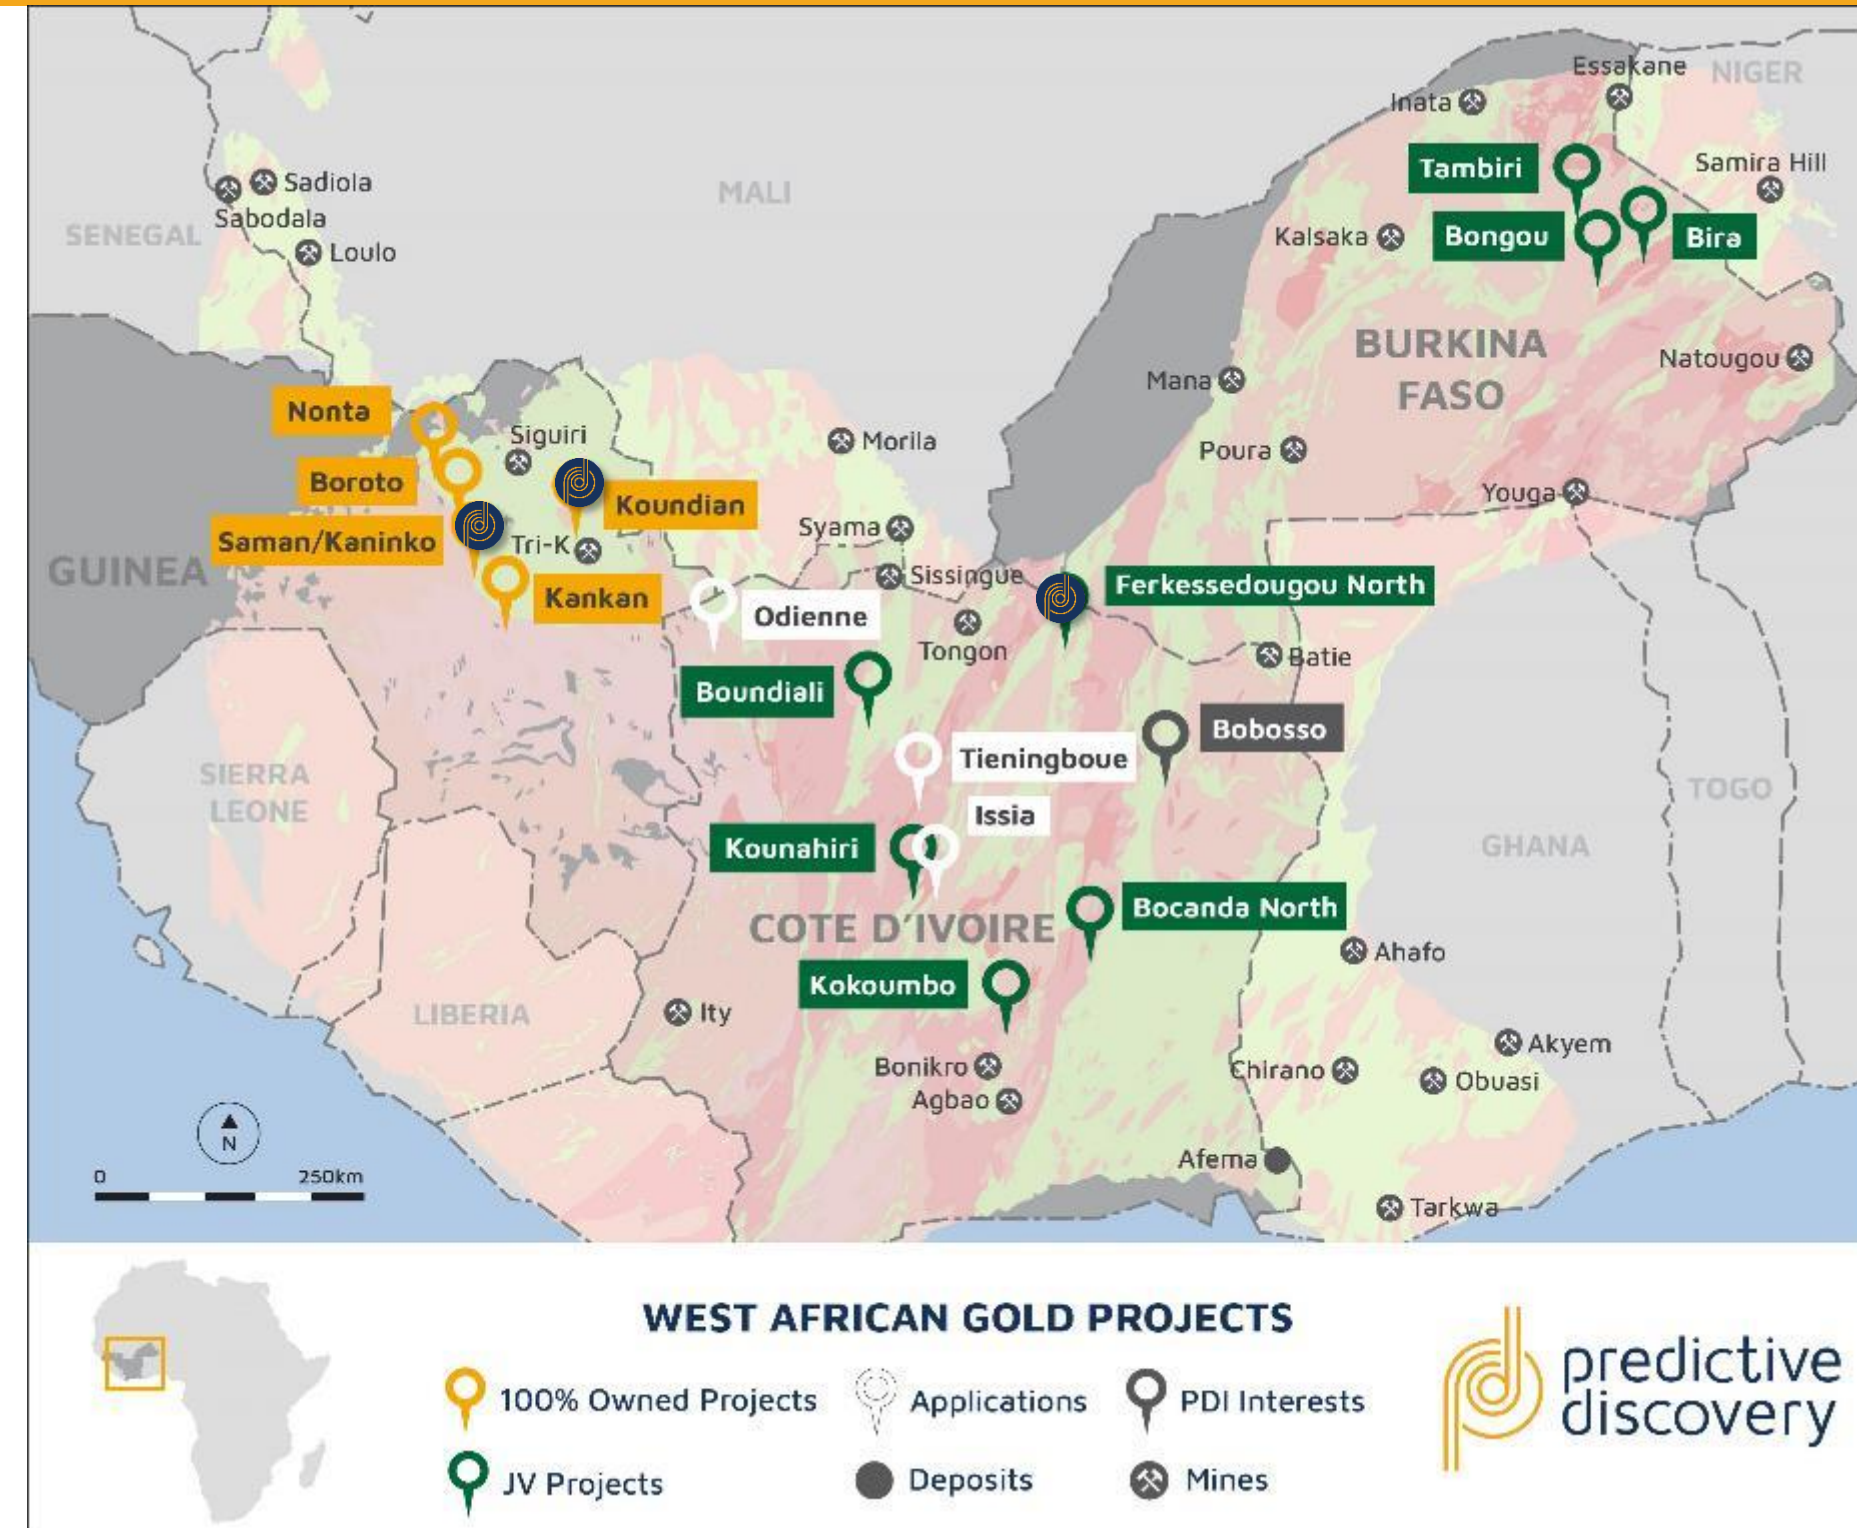 Essakane
NIGER
Inata
Tambiri
Samira Hill
Sadiola
MALI
Sabodala
SENEGAL
Kalsaka
Bongou
Bira
Loulo
BURKINA
FASO
Natougou
Mana
Nonta
Siguiri
Morila
Poura
Boroto
Koundian
Youga
Saman/Kaninko
Tri-K
Syama
GUINEA
Sissingue
Ferkessedougou North
Kankan
Odienne
Tongon
Batie
Boundiali
Bobosso
Tieningboue
SIERRA
LEONE
TOGO
Issia
Kounahiri
GHANA
Bocanda North
COTE D'IVOIRE
Ahafo
Kokoumbo
LIBERIA
Ity
Akyem
Bonikro
Chirano
Obuasi
Agbao
N
Afema
0 250km
Tarkwa
WEST AFRICAN GOLD PROJECTS
100% Owned Projects
Applications
PDI Interests
JV Projects
Deposits
Mines
predictive
discovery